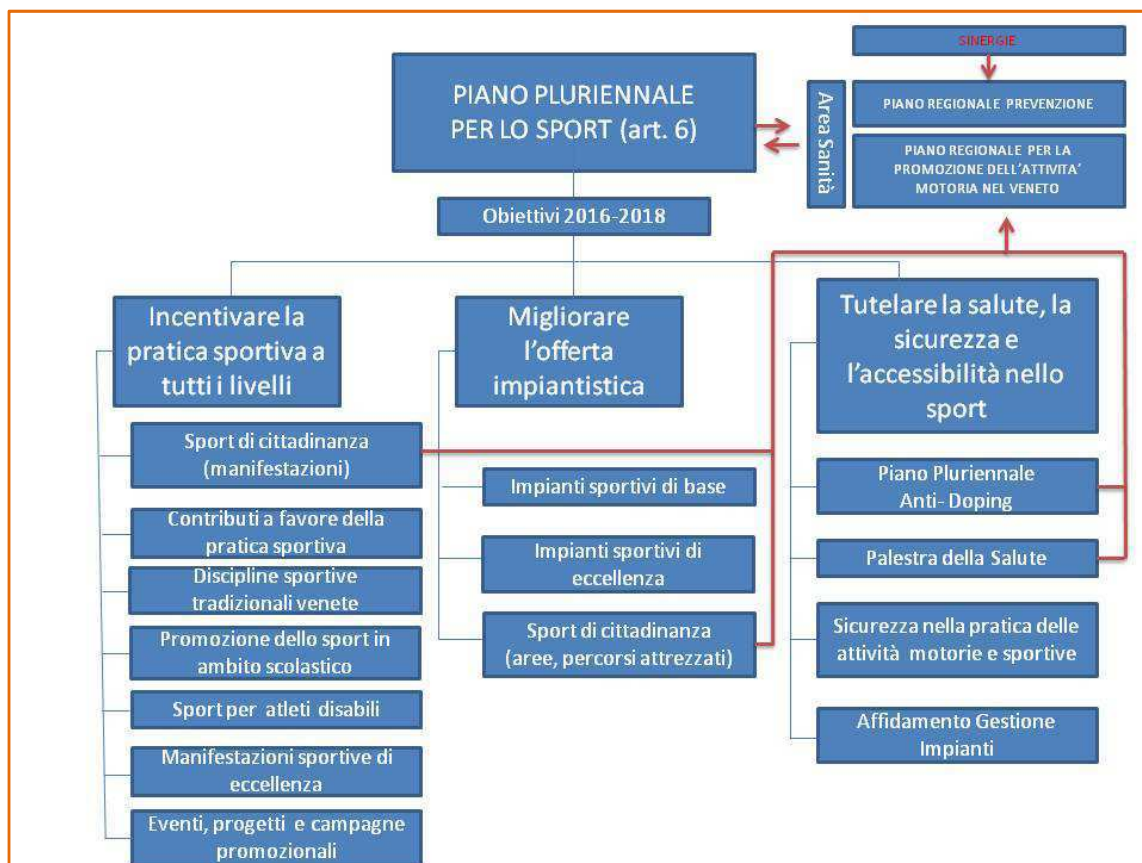 PIANO PLURIENNALE
PER LO SPORT (art. 6)
SINERGIE
Area Sanità
PIANO REGIONALE PREVENZIONE
PIANO REGIONALE PER LA
PROMOZIONE DELL'ATTIVITA'
MOTORIA NEL VENETO
Obiettivi 2016-2018
Incentivare la
pratica sportiva a
tutti i livelli
Sport di cittadinanza
(manifestazioni)
Contributi a favore della
pratica sportiva
Discipline sportive
tradizionali venete
Promozione dello sport in
ambito scolastico
Sport per atleti disabili
Manifestazioni sportive di
eccellenza
Eventi, progetti e campagne
promozionali
Migliorare
l'offerta
impiantistica
Impianti sportivi di base
Impianti sportivi di
eccellenza
Sport di cittadinanza
(aree, percorsi attrezzati)
Tutelare la salute, la
sicurezza e
l'accessibilità nello
sport
Piano Pluriennale
Anti- Doping
Palestra della Salute
Sicurezza nella pratica delle
attività motorie e sportive
Affidamento Gestione
Impianti